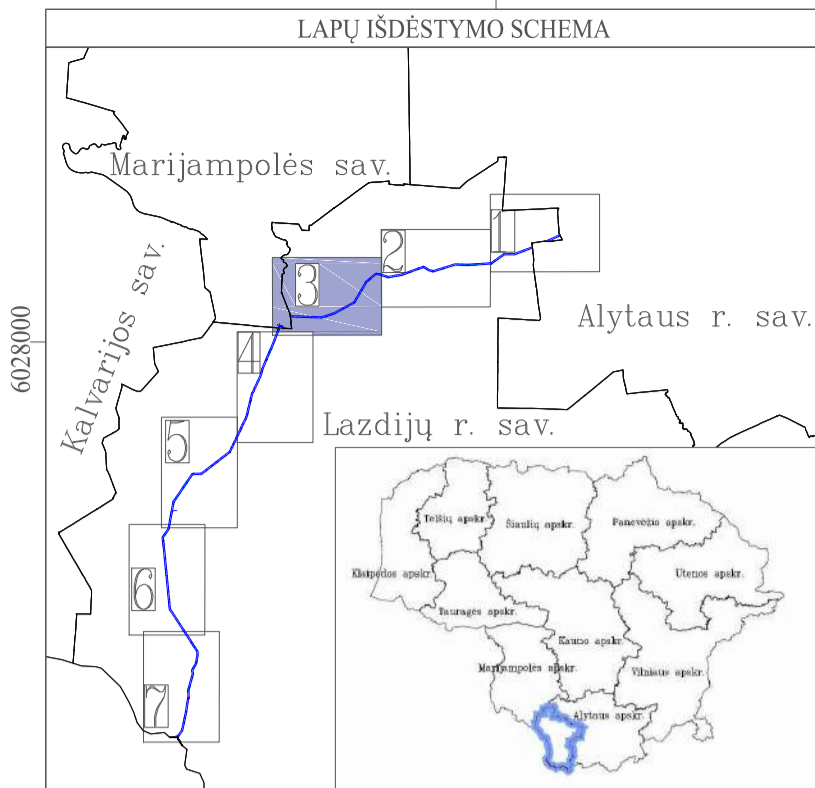 LAPŲ IŠDĖSTYMO SCHEMA
Marijampolės sav.
Kalvarijos sav.
Alytaus r. sav.
Lazdijų r. sav.
6028000
1
2
3
4
5
6
7
Telšių apskr.
Šiaulių apskr.
Panevėžio apskr.
Klaipėdos apskr.
Utenos apskr.
Tauragės apskr.
Kauno apskr.
Marijampolės apskr.
Vilniaus apskr.
Alytaus apskr.